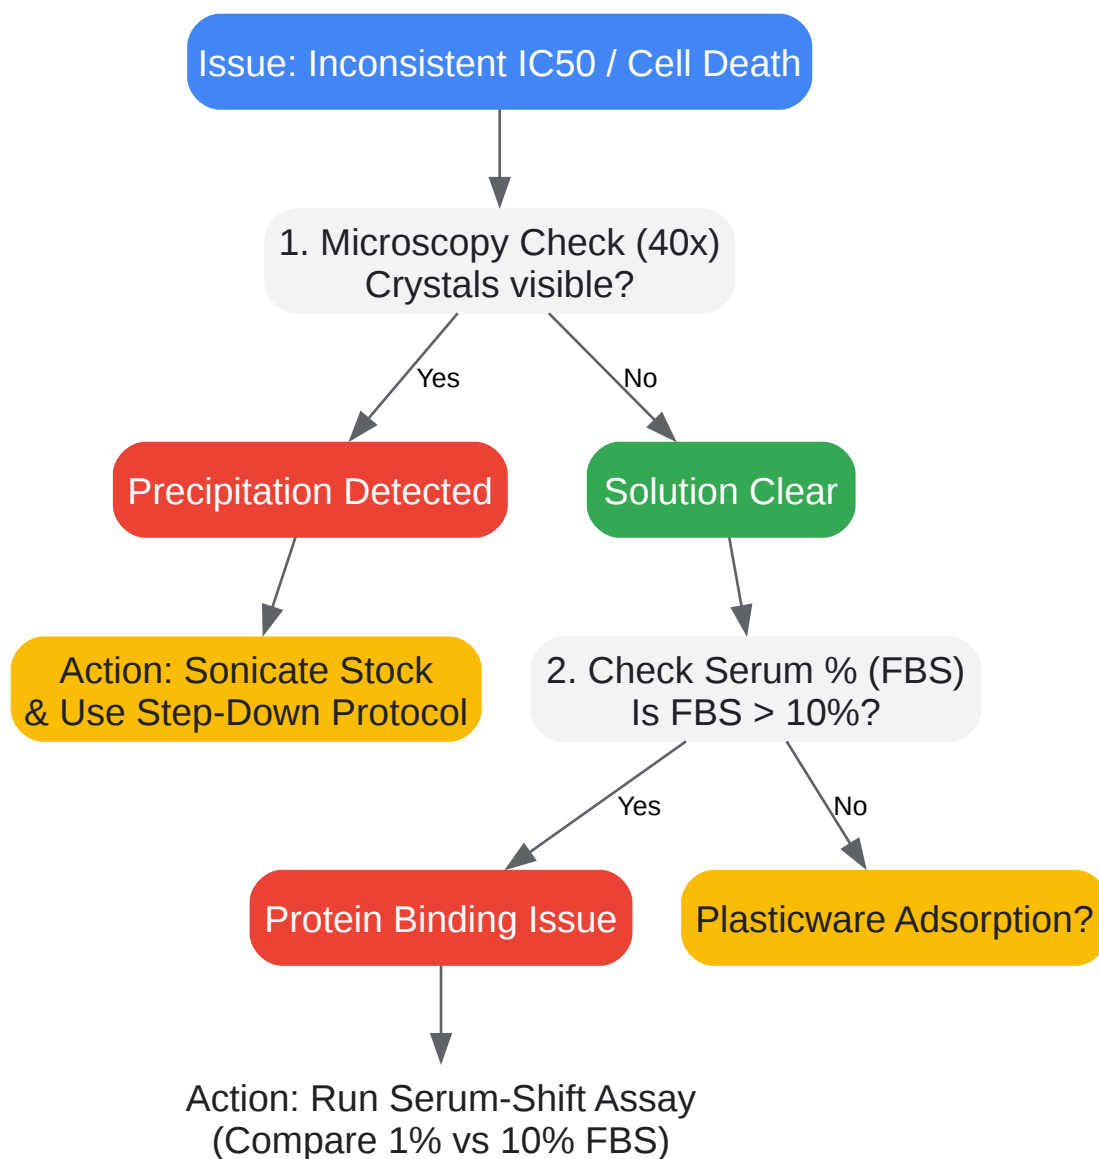 Issue: Inconsistent IC50 / Cell Death
1. Microscopy Check (40x)
Crystals visible?
Yes
No
Precipitation Detected
Solution Clear
Action: Sonicate Stock
& Use Step-Down Protocol
2. Check Serum % (FBS)
Is FBS > 10%?
Yes
No
Protein Binding Issue
Plasticware Adsorption?
Action: Run Serum-Shift Assay
(Compare 1% vs 10% FBS)